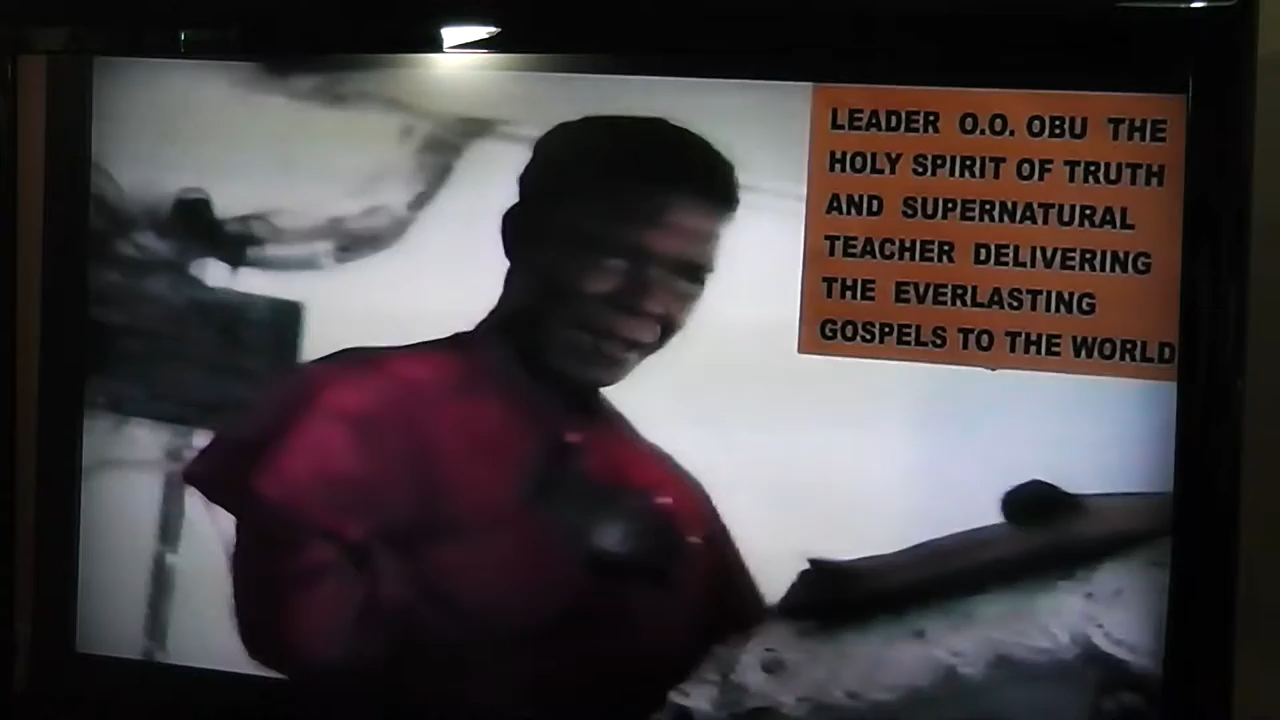 LEADER O.O. OBU THE
HOLY SPIRIT OF TRUTH
AND SUPERNATURAL
TEACHER DELIVERING
THE EVERLASTING
GOSPELS TO THE WORLD